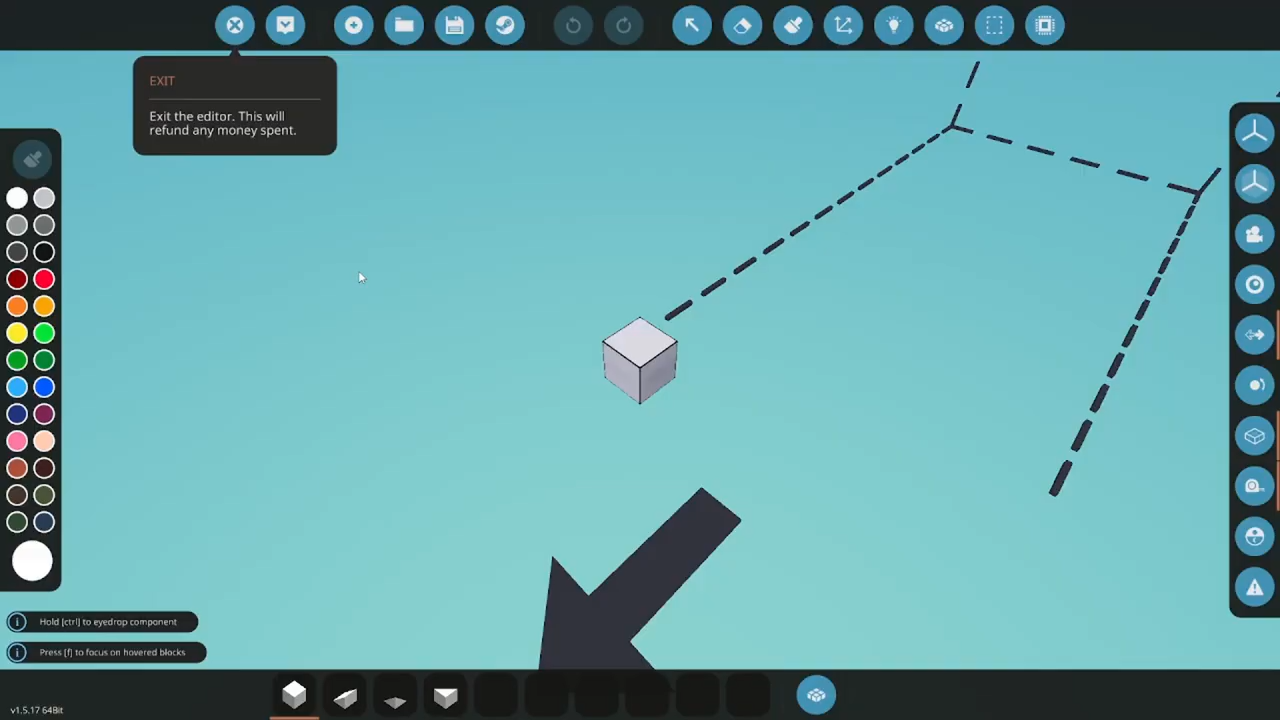 EXIT
Exit the editor. This will
refund any money spent.
Hold [ctrl] to eyedrop component
Press [f] to focus on hovered blocks
v1.5.17 64Bit